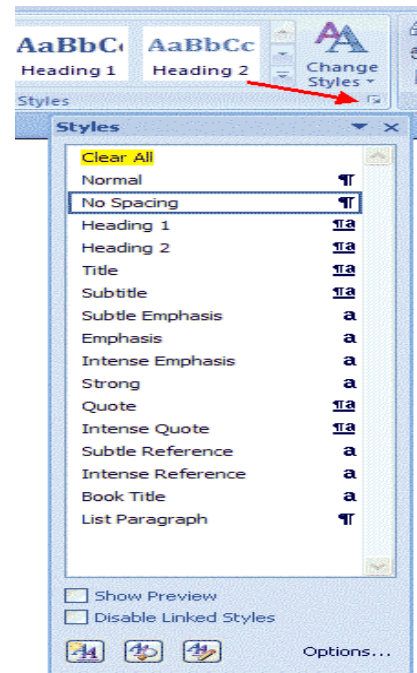 AaBbC AaBbCc
Heading 1 Heading 2 Change
Styles
Styles
Styles
Clear All
Normal ¶
No Spacing ¶
Heading 1 ¶a
Heading 2 ¶a
Title ¶a
Subtitle ¶a
Subtle Emphasis a
Emphasis a
Intense Emphasis a
Strong a
Quote ¶a
Intense Quote ¶a
Subtle Reference a
Intense Reference a
Book Title a
List Paragraph ¶
Show Preview
Disable Linked Styles
Options...